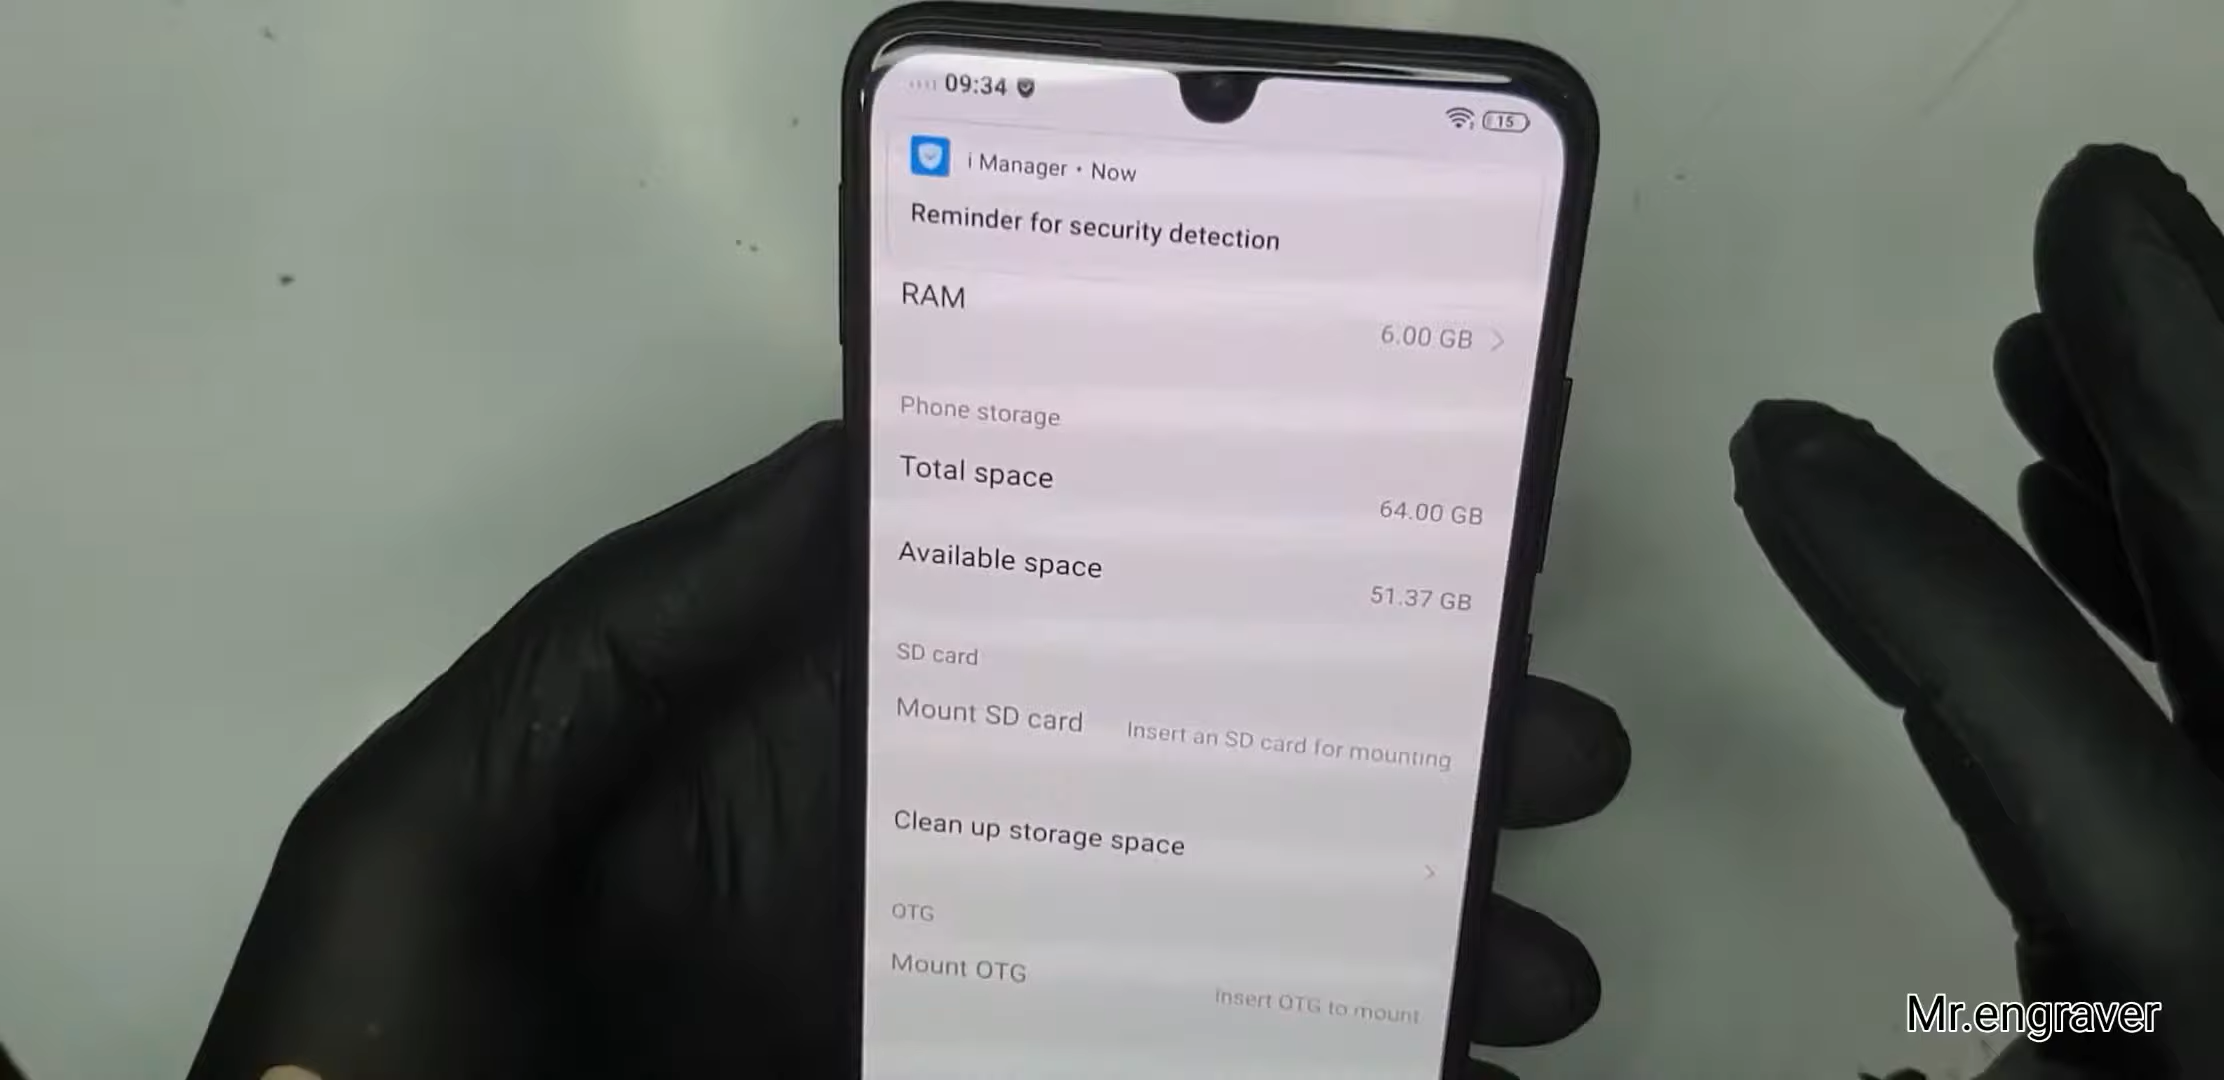 09:34
15
i Manager • Now
Reminder for security detection
RAM
6.00 GB
Phone storage
Total space
64.00 GB
Available space
51.37 GB
SD card
Mount SD card
Insert an SD card for mounting
Clean up storage space
OTG
Mount OTG
Insert OTG to mount
Mr.engraver